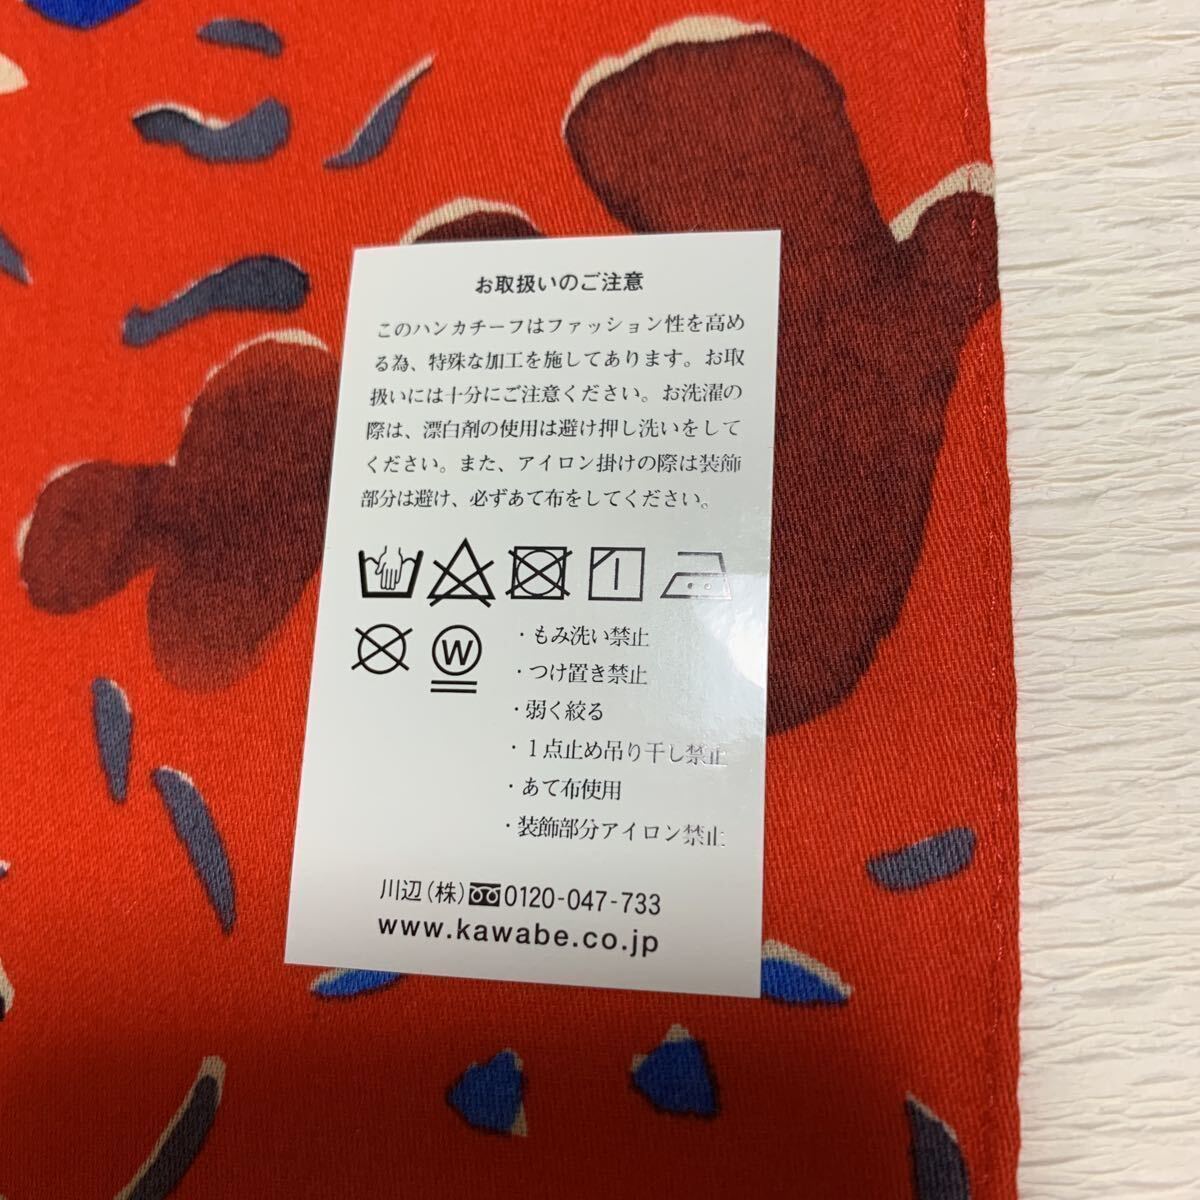 お取扱いのご注意
このハンカチーフはファッション性を高め
る為、特殊な加工を施してあります。お取
扱いには十分にご注意ください。お洗濯の
際は、漂白剤の使用は避け押し洗いをして
ください。また、アイロン掛けの際は装飾
部分は避け、必ずあて布をしてください。
W
・もみ洗い禁止
・つけ置き禁止
・弱く絞る
・1点止め吊り干し禁止
・あて布使用
・装飾部分アイロン禁止
川辺(株) 0120-047-733
www.kawabe.co.jp